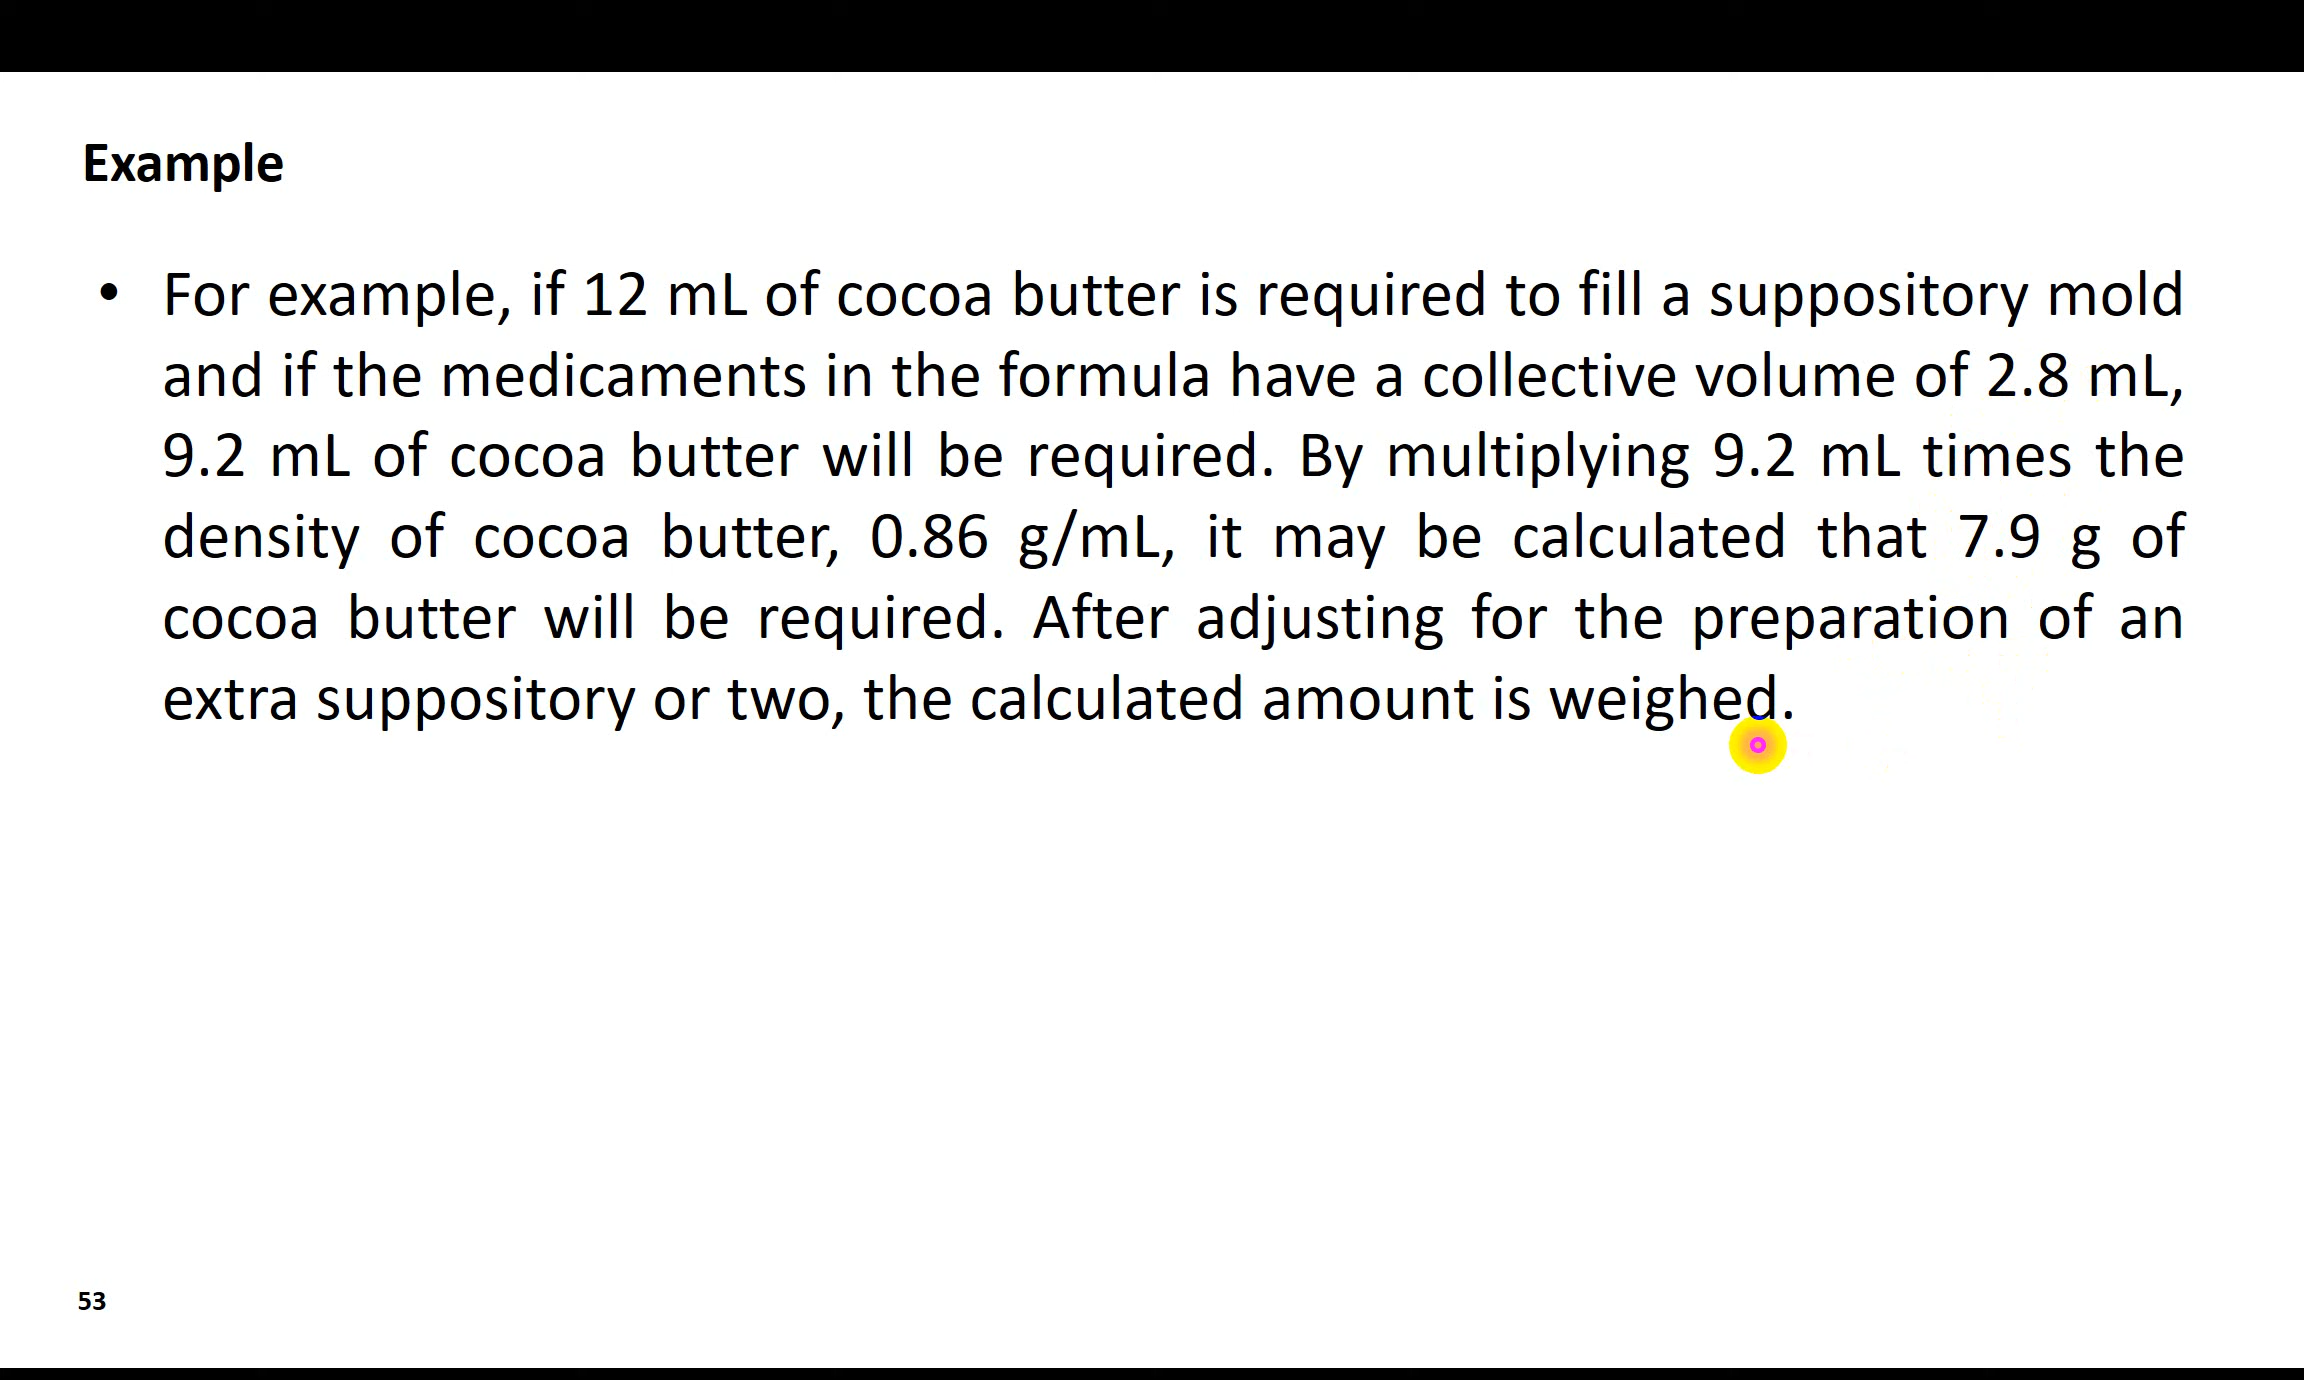 Example
• For example, if 12 mL of cocoa butter is required to fill a suppository mold
and if the medicaments in the formula have a collective volume of 2.8 mL,
9.2 mL of cocoa butter will be required. By multiplying 9.2 mL times the
density of cocoa butter, 0.86 g/mL, it may be calculated that 7.9 g of
cocoa butter will be required. After adjusting for the preparation of an
extra suppository or two, the calculated amount is weighed.
53